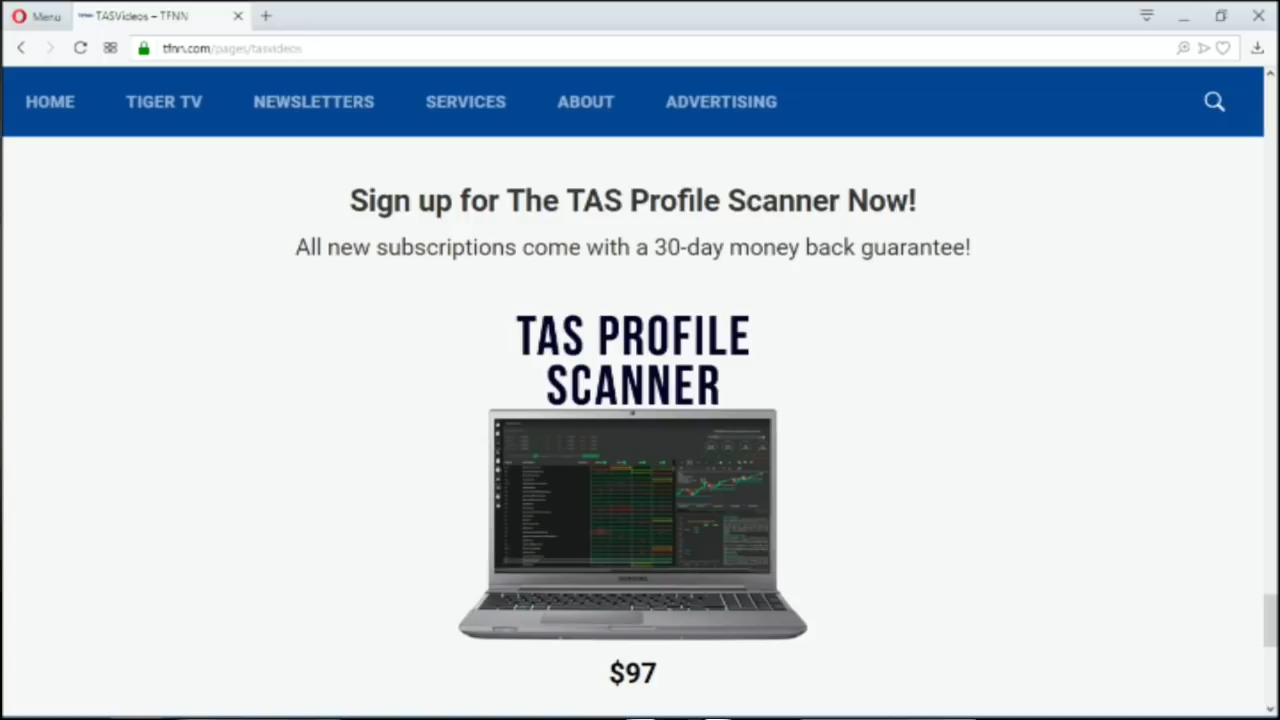 Menu
TASVideos – TFNN
tfnn.com/pages/tasvideos
HOME
TIGER TV
NEWSLETTERS
SERVICES
ABOUT
ADVERTISING
Sign up for The TAS Profile Scanner Now!
All new subscriptions come with a 30-day money back guarantee!
TAS PROFILE
SCANNER
SAMSUNG
$97